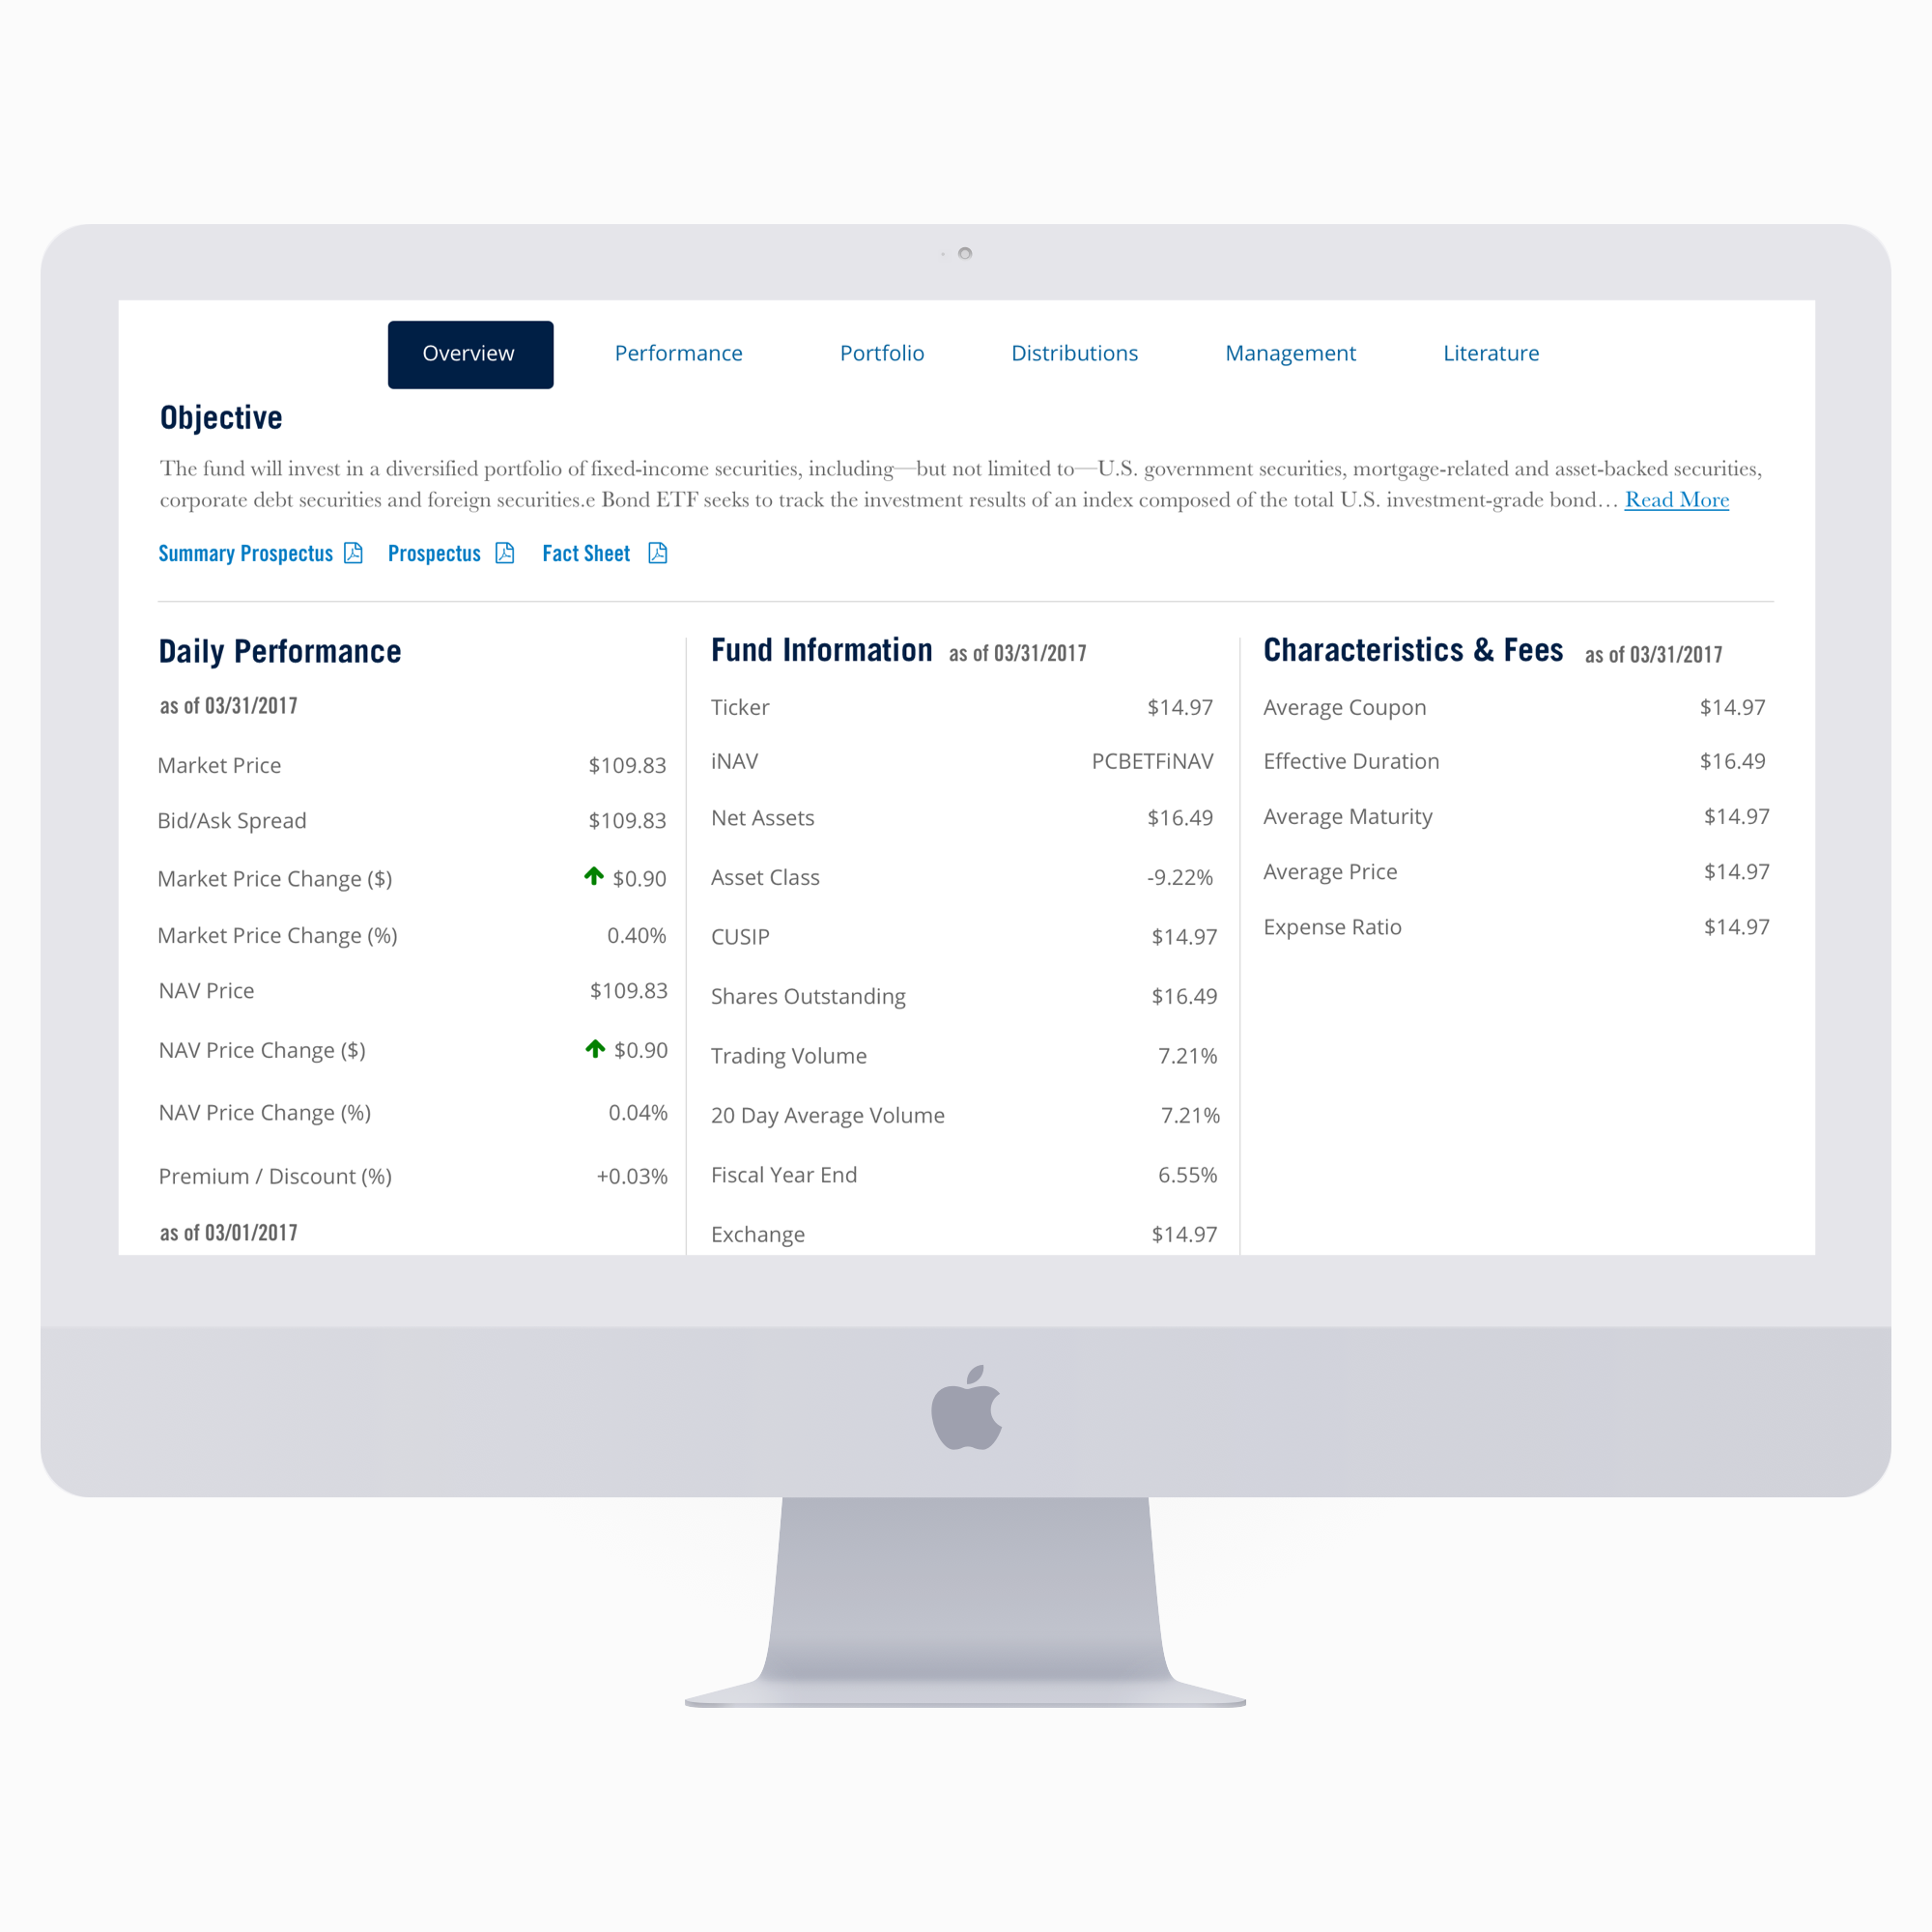 Overview Performance Portfolio Distributions Management Literature
Objective
The fund will invest in a diversified portfolio of fixed-income securities, including—but not limited to—U.S. government securities, mortgage-related and asset-backed securities,
corporate debt securities and foreign securities.e Bond ETF seeks to track the investment results of an index composed of the total U.S. investment-grade bond… Read More
Summary Prospectus Prospectus Fact Sheet
Daily Performance
as of 03/31/2017
Market Price $109.83
Bid/Ask Spread $109.83
Market Price Change ($) $0.90
Market Price Change (%) 0.40%
NAV Price $109.83
NAV Price Change ($) $0.90
NAV Price Change (%) 0.04%
Premium / Discount (%) +0.03%
as of 03/01/2017
Fund Information as of 03/31/2017
Ticker $14.97
iNAV PCBETFiNAV
Net Assets $16.49
Asset Class -9.22%
CUSIP $14.97
Shares Outstanding $16.49
Trading Volume 7.21%
20 Day Average Volume 7.21%
Fiscal Year End 6.55%
Exchange $14.97
Characteristics & Fees as of 03/31/2017
Average Coupon $14.97
Effective Duration $16.49
Average Maturity $14.97
Average Price $14.97
Expense Ratio $14.97